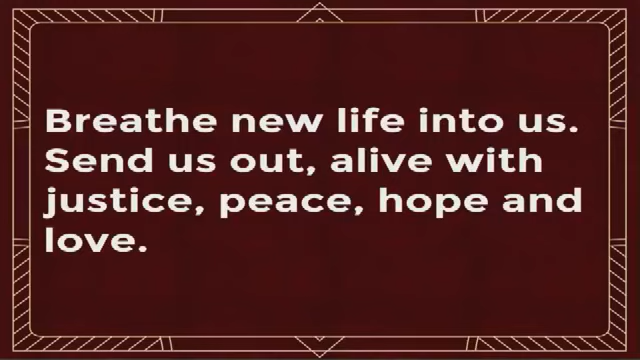 Breathe new life into us.
Send us out, alive with
justice, peace, hope and
love.